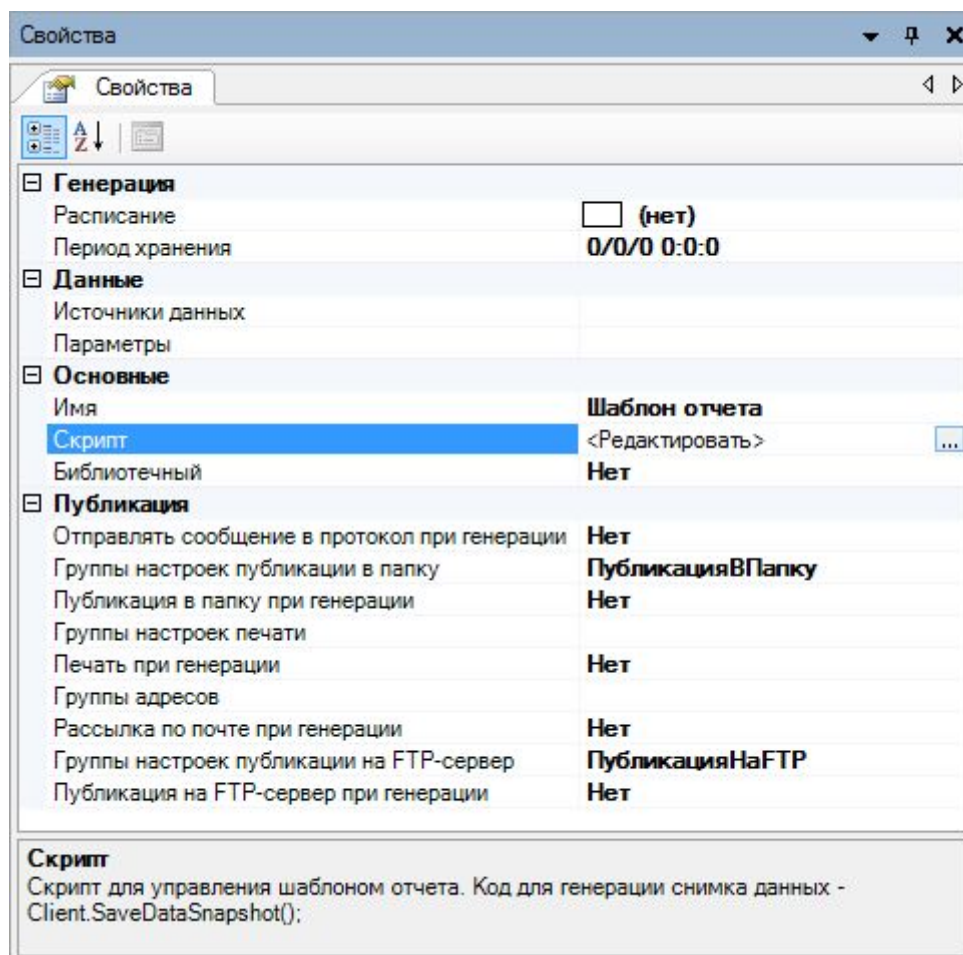 Свойства
Свойства
Генерация
Расписание (нет)
Период хранения 0/0/0 0:0:0
Данные
Источники данных
Параметры
Основные
Имя Шаблон отчета
Скрипт <Редактировать> ...
Библиотечный Нет
Публикация
Отправлять сообщение в протокол при генерации Нет
Группы настроек публикации в папку ПубликацияВПапку
Публикация в папку при генерации Нет
Группы настроек печати
Печать при генерации Нет
Группы адресов
Рассылка по почте при генерации Нет
Группы настроек публикации на FTP-сервер ПубликацияНаFTP
Публикация на FTP-сервер при генерации Нет
Скрипт
Скрипт для управления шаблоном отчета. Код для генерации снимка данных -
Client.SaveDataSnapshot();